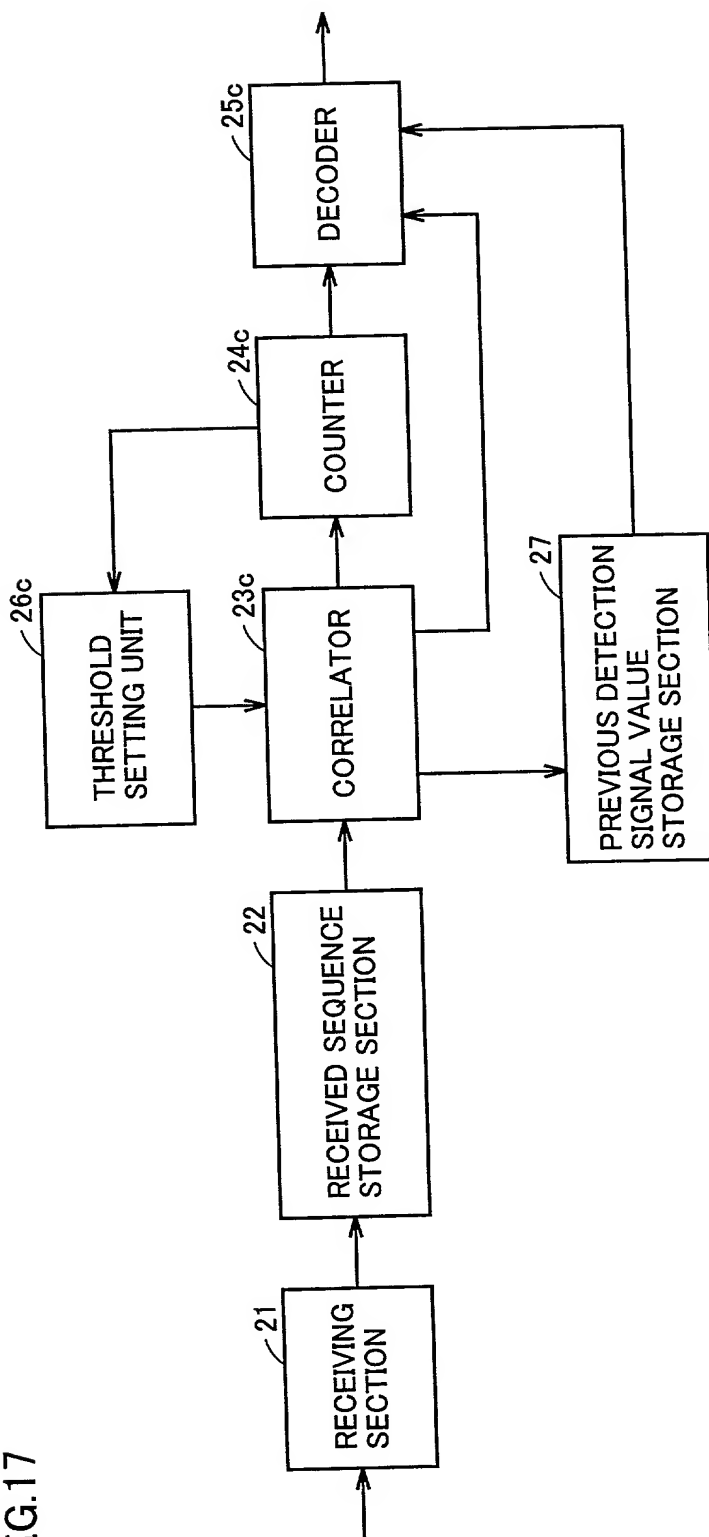 FIG.17
21
RECEIVING
SECTION
22
RECEIVED SEQUENCE
STORAGE SECTION
26c
THRESHOLD
SETTING UNIT
23c
CORRELATOR
24c
COUNTER
25c
DECODER
27
PREVIOUS DETECTION
SIGNAL VALUE
STORAGE SECTION